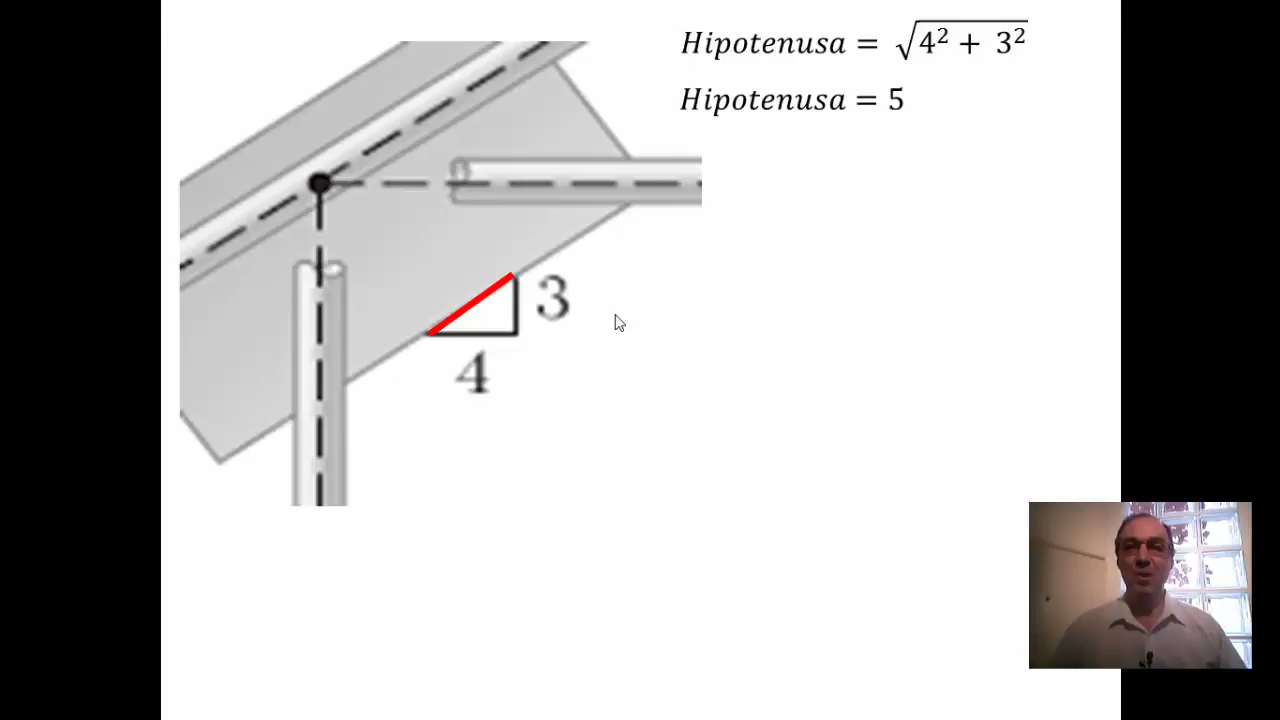 Hipotenusa = √4² + 3²
Hipotenusa = 5
3
4